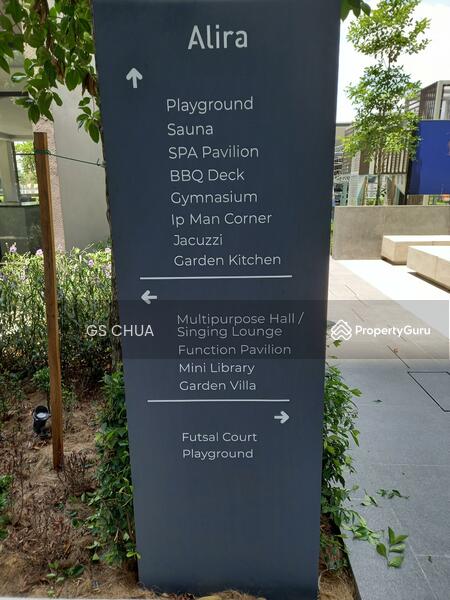 Alira
Playground
Sauna
SPA Pavilion
BBQ Deck
Gymnasium
Ip Man Corner
Jacuzzi
Garden Kitchen
Multipurpose Hall /
Singing Lounge
Function Pavilion
Mini Library
Garden Villa
Futsal Court
Playground
GS CHUA
PropertyGuru